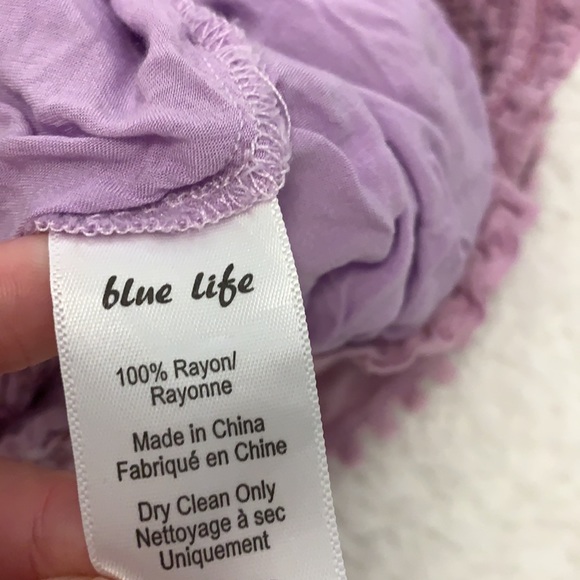 blue life
100% Rayon/
Rayonne
Made in China
Fabriqué en Chine
Dry Clean Only
Nettoyage à sec
Uniquement